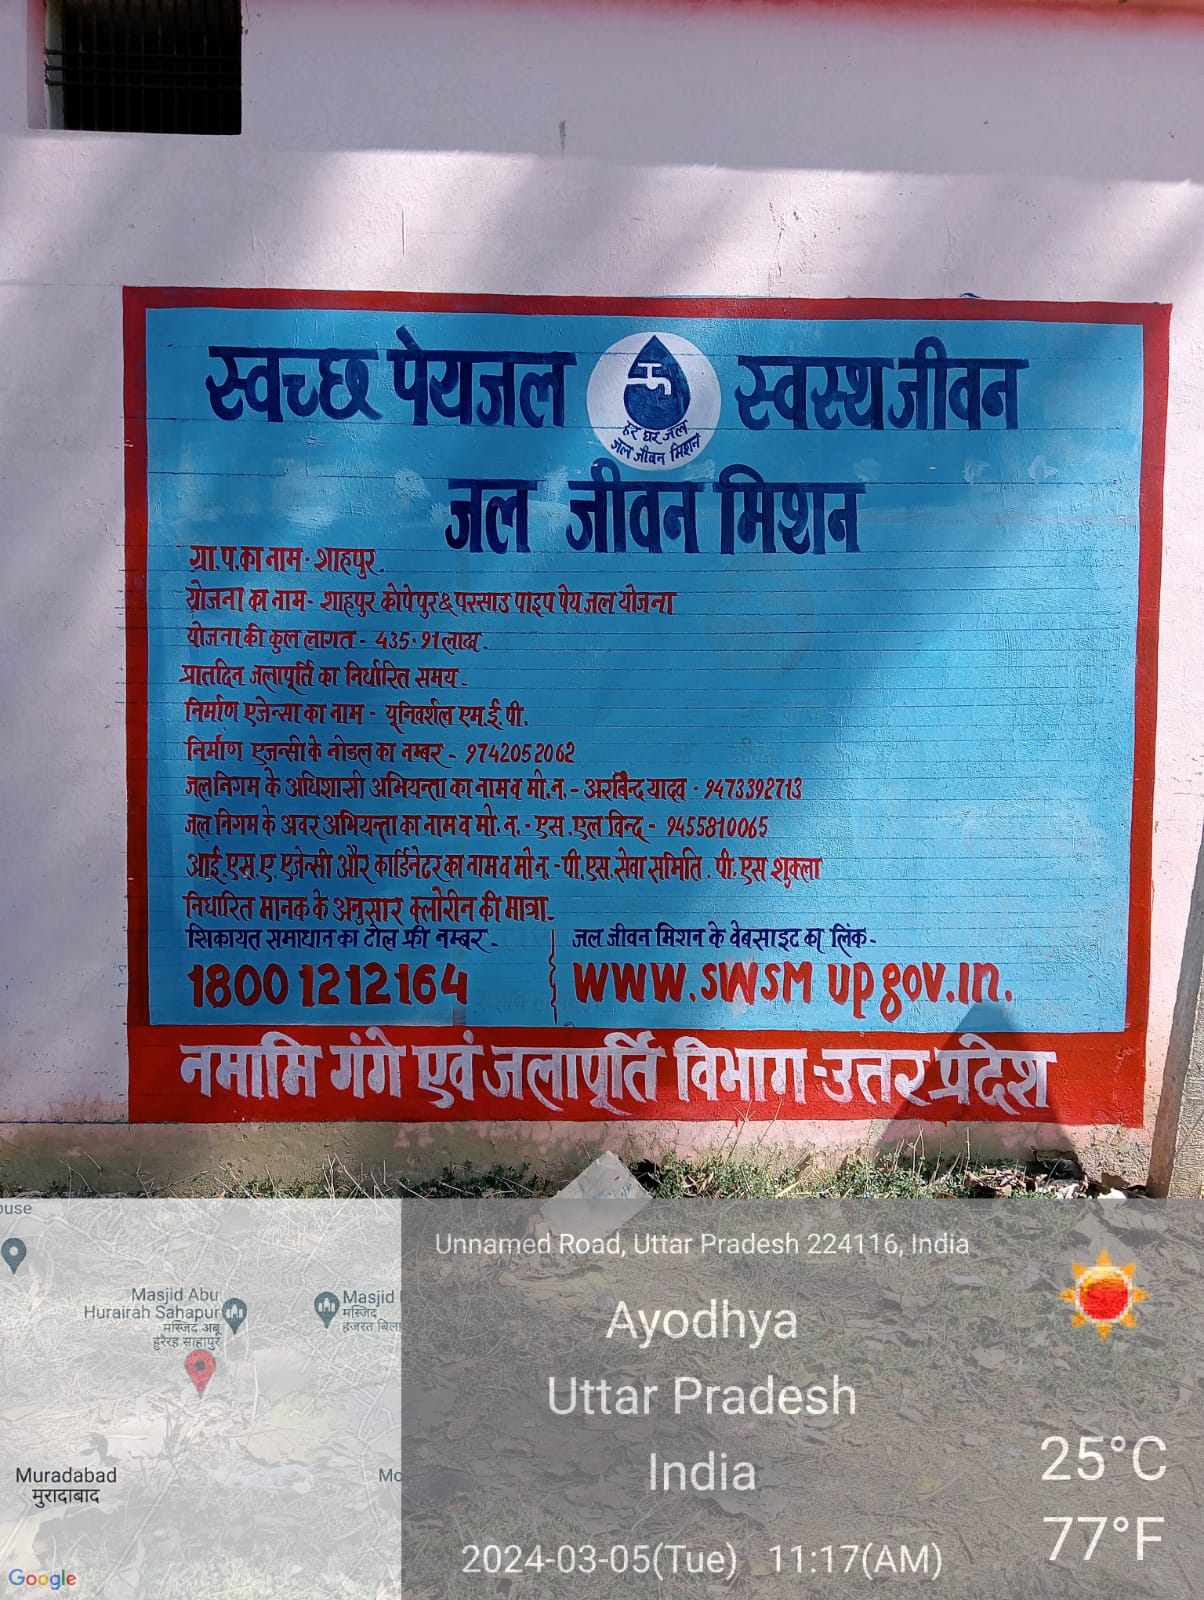 स्वच्छ पेयजल स्वस्थ जीवन
हर घर जल
जल जीवन मिशन
जल जीवन मिशन
ग्रा.प.का नाम - शाहपुर.
योजना का नाम - शाहपुर कोपेपुर & परसाउ पाइप पेय जल योजना
योजना की कुल लागत - 435.91 लाख.
प्रातदिन जलापूर्ति का निर्धारित समय -
निर्माण एजेन्सा का नाम - यूनिवर्शल एम.ई.पी.
निर्माण एजन्सी के नोडल का नम्बर - 9742052062
जल निगम के अधिशासी अभियन्ता का नाम व मो.न. - अरबिन्द यादव - 9473392713
जल निगम के अवर अभियन्ता का नाम व मो.न. - एस.एल विन्द - 9455810065
आई.एस.ए. एजेन्सी और कार्डिनेटर का नाम व मो न - पी.एस.सेवा समिति. पी.एस शुक्ला
निर्धारित मानक के अनुसार क्लोरीन की मात्रा -
शिकायत समाधान का टोल फ्री नम्बर - जल जीवन मिशन के वेबसाइट का लिंक -
1800 1212164 www.swsm up gov.in.
नमामि गंगे एवं जलापूर्ति विभाग - उत्तर प्रदेश
Unnamed Road, Uttar Pradesh 224116, India
Masjid Abu
Hurairah Sahapur
मस्जिद अबू
हुरैरह साहापुर
Masjid
मस्जिद
हजरत बिला
Ayodhya
Uttar Pradesh
India
Muradabad
मुरादाबाद
25°C
77°F
2024-03-05(Tue) 11:17(AM)
Google